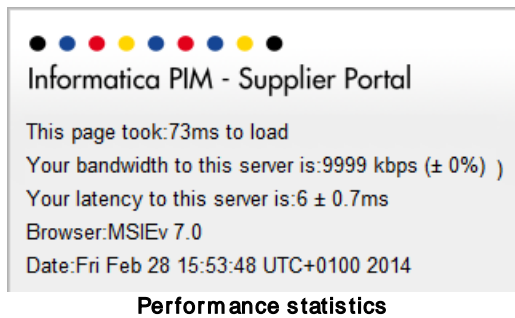 Informatica PIM - Supplier Portal
This page took:73ms to load
Your bandwidth to this server is:9999 kbps (± 0%) )
Your latency to this server is:6 ± 0.7ms
Browser:MSIEv 7.0
Date:Fri Feb 28 15:53:48 UTC+0100 2014
Performance statistics